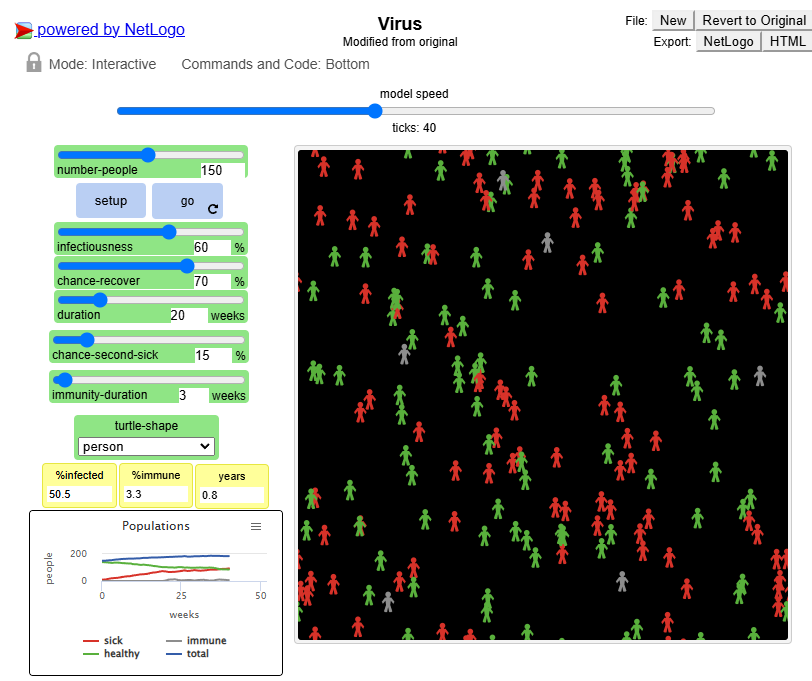 powered by NetLogo
Virus
Modified from original
File: New Revert to Original
Export: NetLogo HTML
Mode: Interactive Commands and Code: Bottom
model speed
ticks: 40
number-people 150
setup go
infectiousness 60 %
chance-recover 70 %
duration 20 weeks
chance-second-sick 15 %
immunity-duration 3 weeks
turtle-shape
person
%infected %immune years
50.5 3.3 0.8
Populations
people
200
0
0 25 50
weeks
sick immune
healthy total